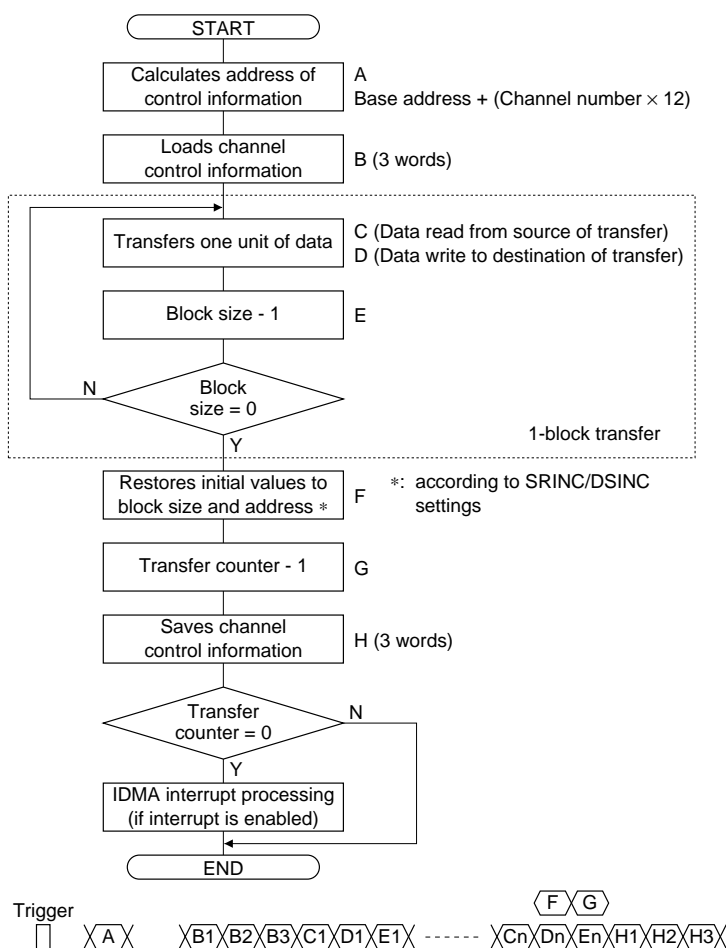 START
Calculates address of
control information
A
Base address + (Channel number × 12)
Loads channel
control information
B (3 words)
Transfers one unit of data
C (Data read from source of transfer)
D (Data write to destination of transfer)
Block size - 1
E
N
Block
size = 0
Y
1-block transfer
Restores initial values to
block size and address *
F
*: according to SRINC/DSINC
settings
Transfer counter - 1
G
Saves channel
control information
H (3 words)
Transfer
counter = 0
N
Y
IDMA interrupt processing
(if interrupt is enabled)
END
F G
Trigger
A B1 B2 B3 C1 D1 E1 ------ Cn Dn En H1 H2 H3